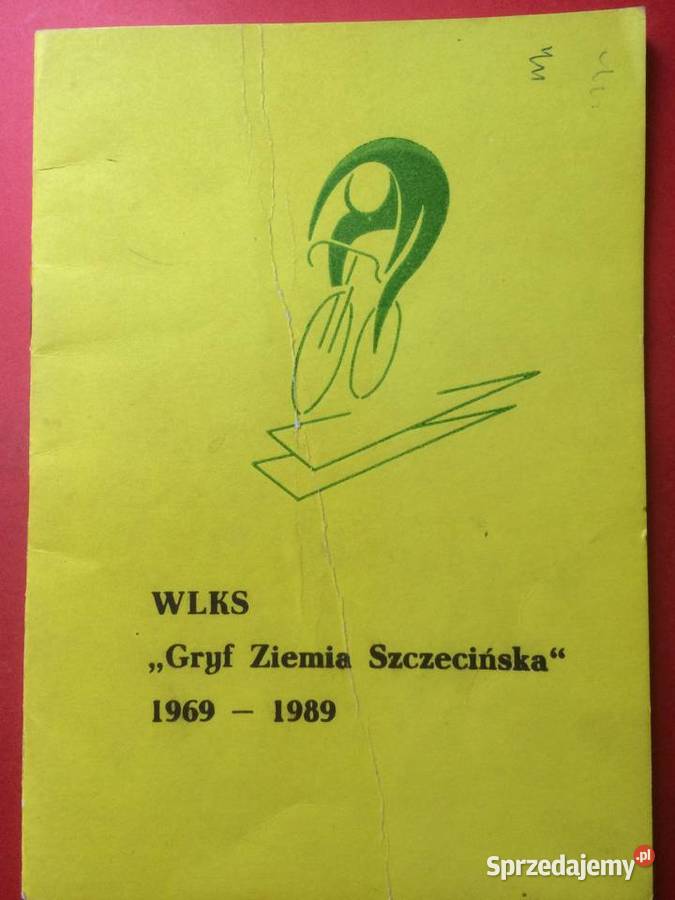 WLKS
„Gryf Ziemia Szczecińska“
1969 – 1989
Sprzedajemy.pl